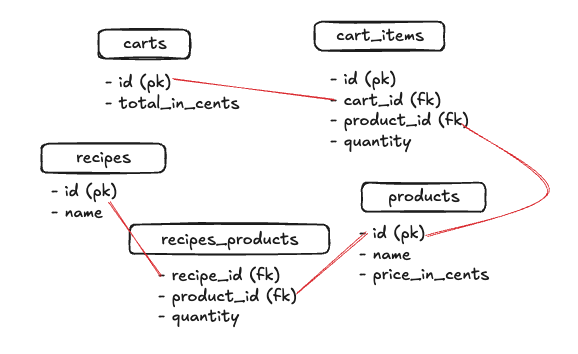 carts
- id (pk)
- total_in_cents
cart_items
- id (pk)
- cart_id (fk)
- product_id (fk)
- quantity
recipes
- id (pk)
- name
recipes_products
- recipe_id (fk)
- product_id (fk)
- quantity
products
- id (pk)
- name
- price_in_cents